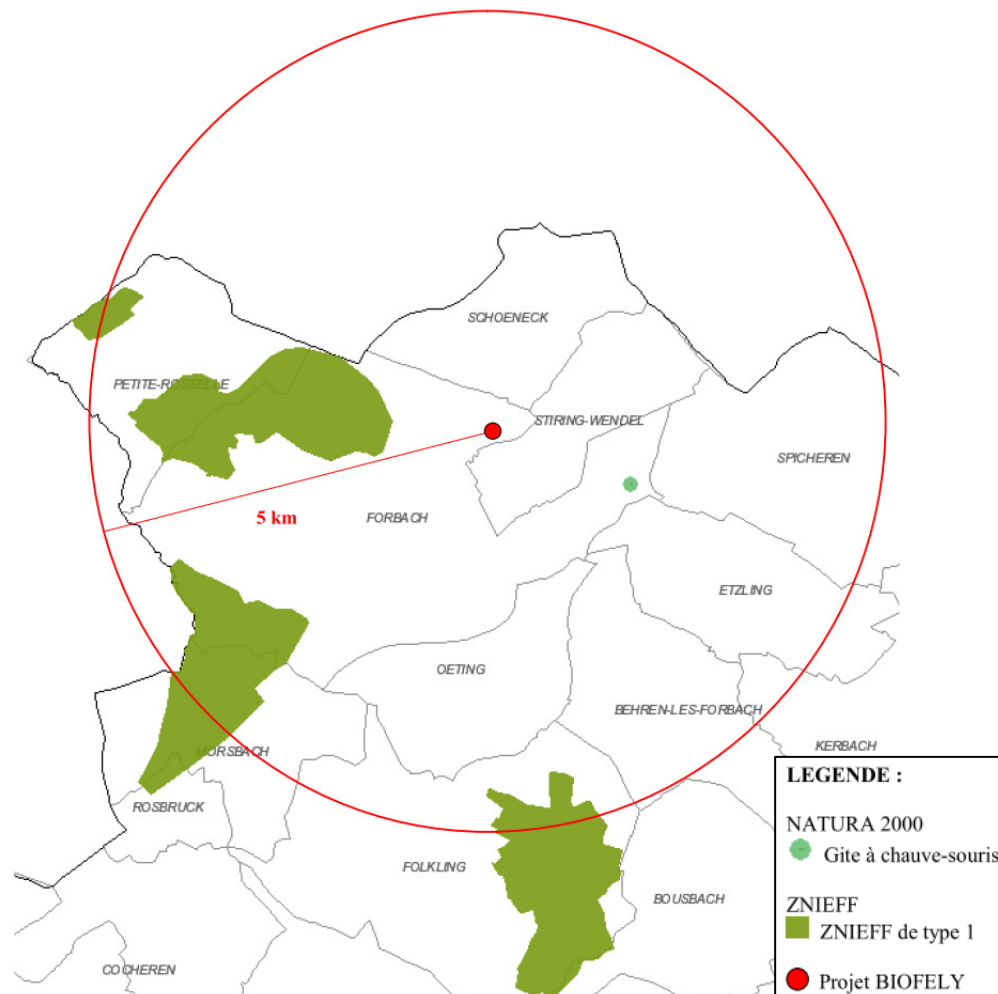 SCHOENECK
PETITE-ROSSELLE
STIRING-WENDEL
SPICHEREN
5 km
FORBACH
ETZLING
OETING
BEHREN-LES-FORBACH
KERBACH
MORSBACH
ROSBRUCK
FOLKLING
BOUSBACH
COCHEREN
LEGENDE :
NATURA 2000
Gite à chauve-souris
ZNIEFF
ZNIEFF de type 1
Projet BIOFELY